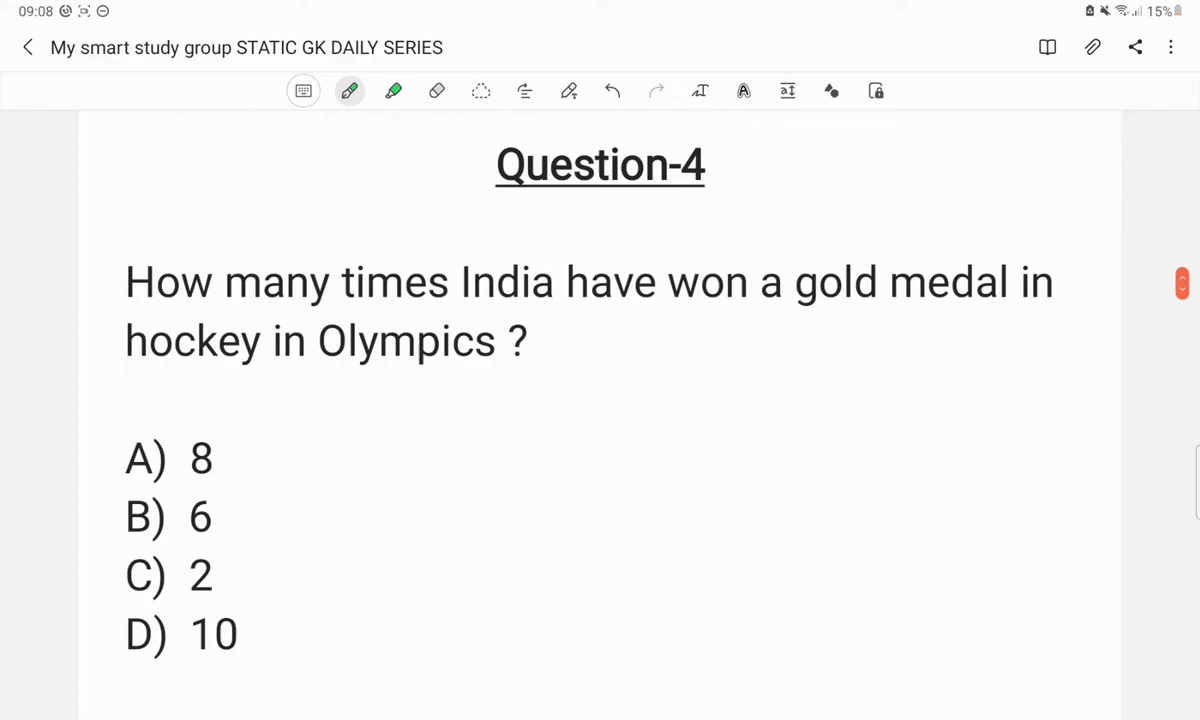 09:08
15%
My smart study group STATIC GK DAILY SERIES
Question-4
How many times India have won a gold medal in
hockey in Olympics ?
A) 8
B) 6
C) 2
D) 10